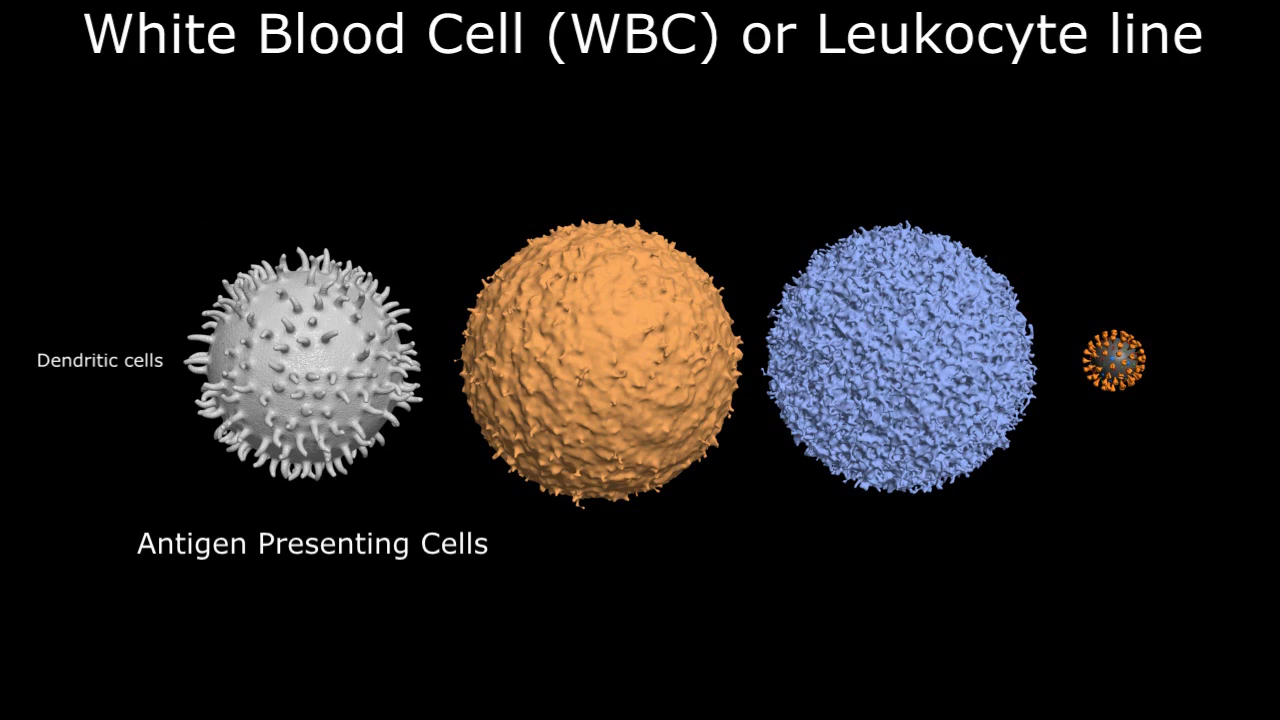 White Blood Cell (WBC) or Leukocyte line
Dendritic cells
Antigen Presenting Cells